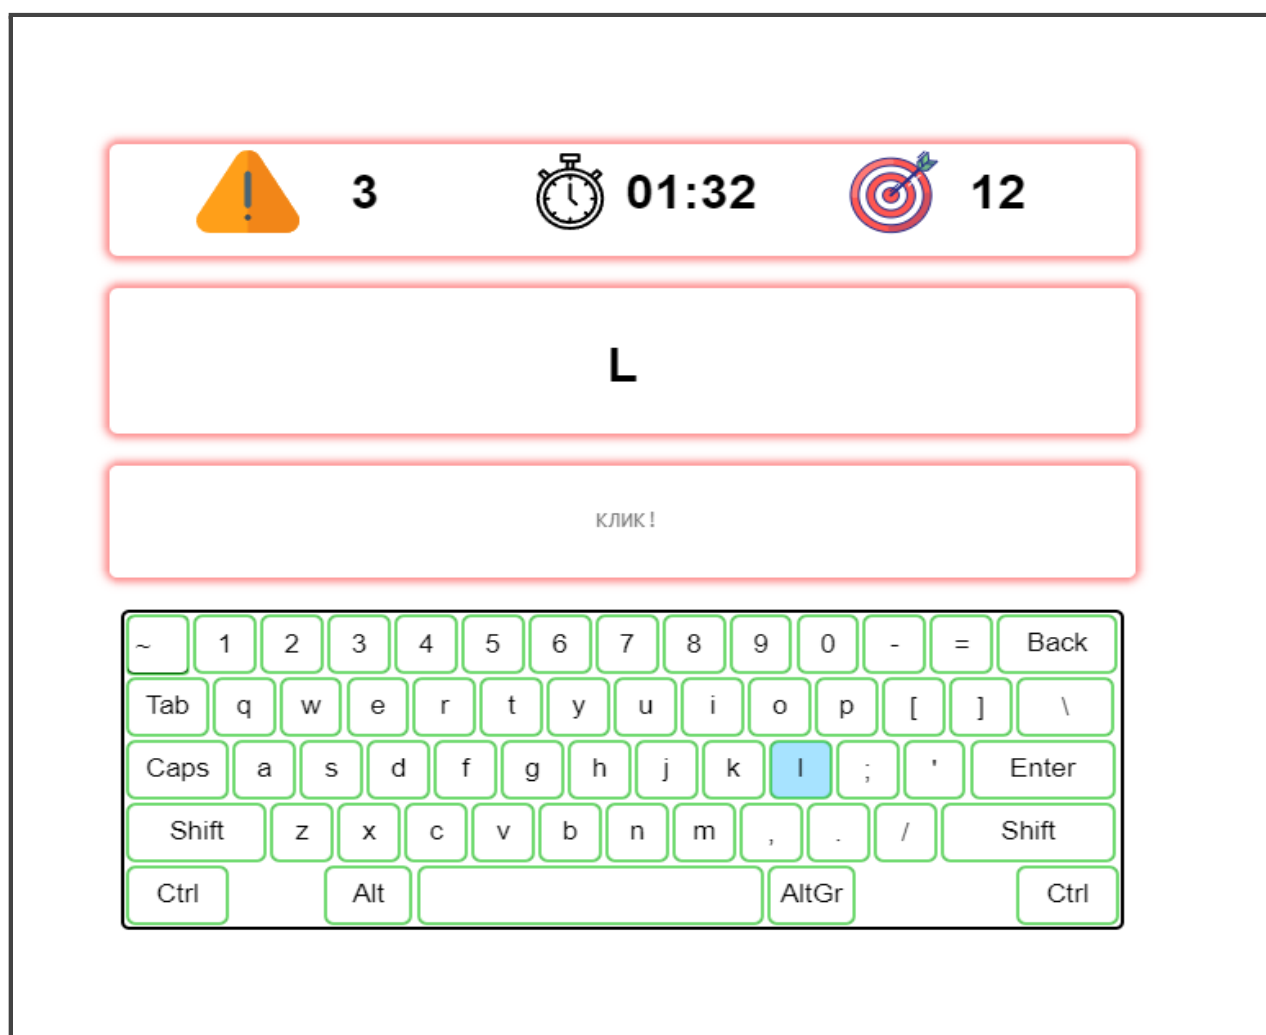 3 01:32 12
L
клик!
~ 1 2 3 4 5 6 7 8 9 0 - = Back
Tab q w e r t y u i o p [ ] \
Caps a s d f g h j k l ; ' Enter
Shift z x c v b n m , . / Shift
Ctrl Alt AltGr Ctrl